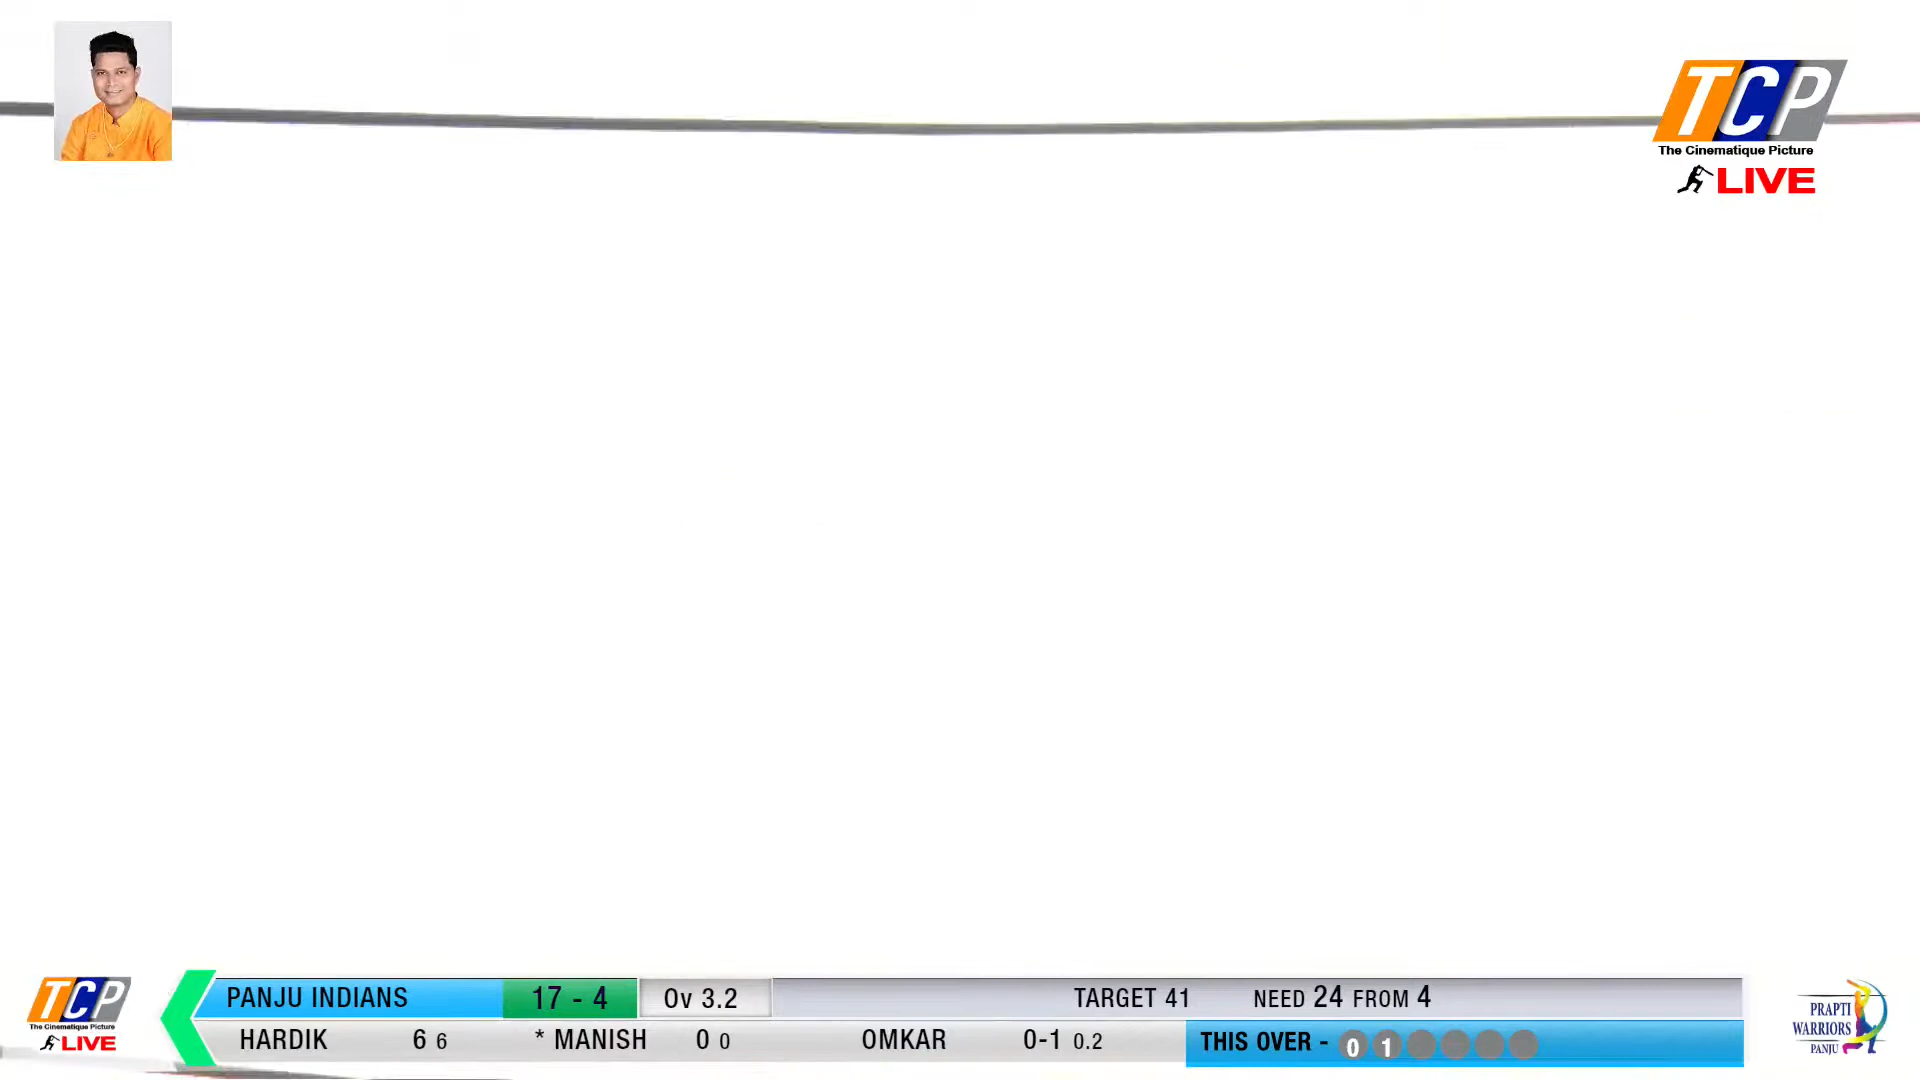 TCP
The Cinematique Picture
LIVE
TCP
The Cinematique Picture
LIVE
PANJU INDIANS 17 - 4 Ov 3.2 TARGET 41 NEED 24 FROM 4
HARDIK 6 6 * MANISH 0 0 OMKAR 0-1 0.2 THIS OVER - 0 1
PRAPTI
WARRIORS
PANJU